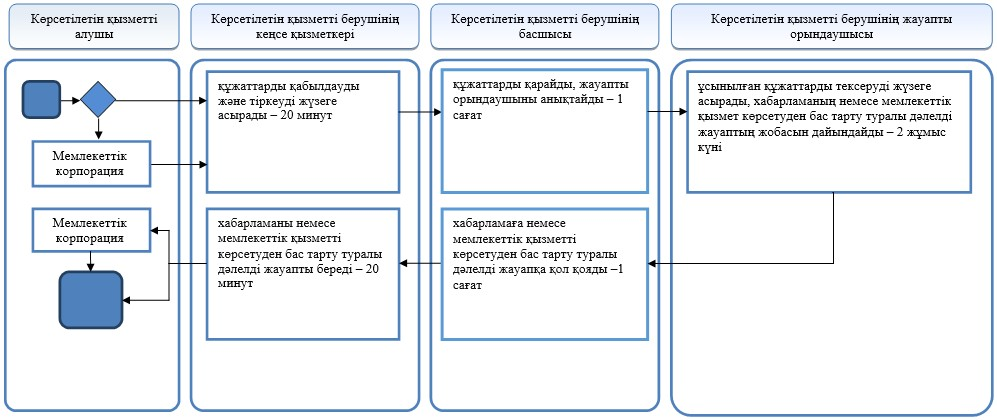 Көрсетілетін қызметті
алушы
Көрсетілетін қызметті берушінің
кеңсе қызметкері
Көрсетілетін қызметті берушінің
басшысы
Көрсетілетін қызметті берушінің жауапты
орындаушысы
құжаттарды қабылдауды
және тіркеуді жүзеге
асырады – 20 минут
құжаттарды қарайды, жауапты
орындаушыны анықтайды – 1
сағат
ұсынылған құжаттарды тексеруді жүзеге
асырады, хабарламаның немесе мемлекеттік
қызмет көрсетуден бас тарту туралы дәлелді
жауаптың жобасын дайындайды – 2 жұмыс
күні
Мемлекеттік
корпорация
Мемлекеттік
корпорация
хабарламаны немесе
мемлекеттік қызметті
көрсетуден бас тарту туралы
дәлелді жауапты береді – 20
минут
хабарламаға немесе
мемлекеттік қызметті
көрсетуден бас тарту туралы
дәлелді жауапқа қол қояды –1
сағат